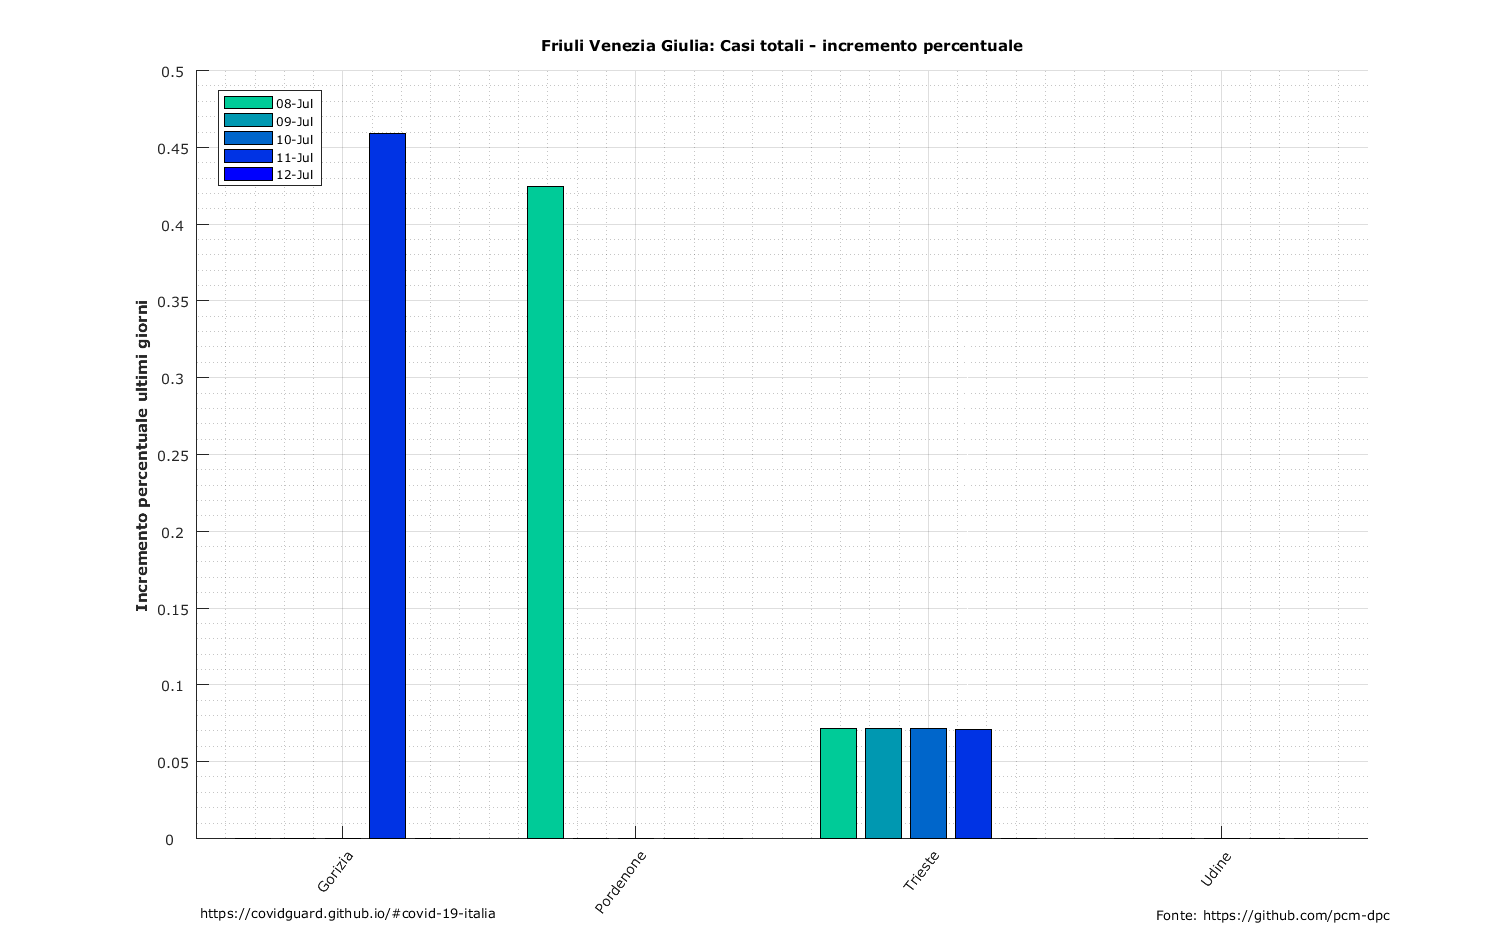 Friuli Venezia Giulia: Casi totali - incremento percentuale
0.5
0.45
0.4
0.35
0.3
0.25
0.2
0.15
0.1
0.05
0
Incremento percentuale ultimi giorni
08-Jul
09-Jul
10-Jul
11-Jul
12-Jul
Gorizia
Pordenone
Trieste
Udine
https://covidguard.github.io/#covid-19-italia
Fonte: https://github.com/pcm-dpc